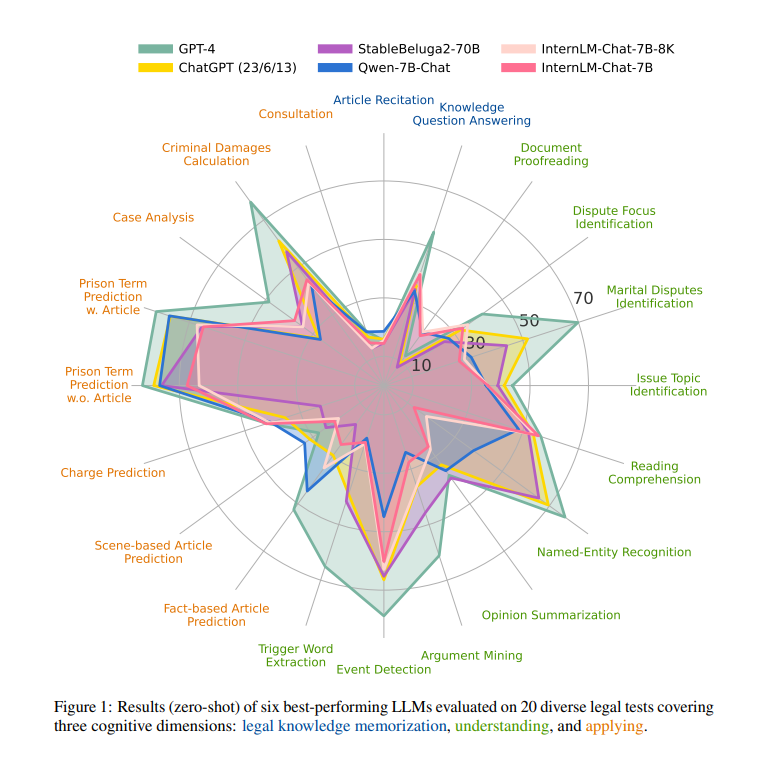 GPT-4
ChatGPT (23/6/13)
StableBeluga2-70B
Qwen-7B-Chat
InternLM-Chat-7B-8K
InternLM-Chat-7B
Article Recitation
Knowledge
Question Answering
Document
Proofreading
Dispute Focus
Identification
Marital Disputes
Identification
Issue Topic
Identification
Reading
Comprehension
Named-Entity Recognition
Opinion Summarization
Argument Mining
Event Detection
Trigger Word
Extraction
Fact-based Article
Prediction
Scene-based Article
Prediction
Charge Prediction
Prison Term
Prediction
w.o. Article
Prison Term
Prediction
w. Article
Case Analysis
Criminal Damages
Calculation
Consultation
10
30
50
70
Figure 1: Results (zero-shot) of six best-performing LLMs evaluated on 20 diverse legal tests covering
three cognitive dimensions: legal knowledge memorization, understanding, and applying.